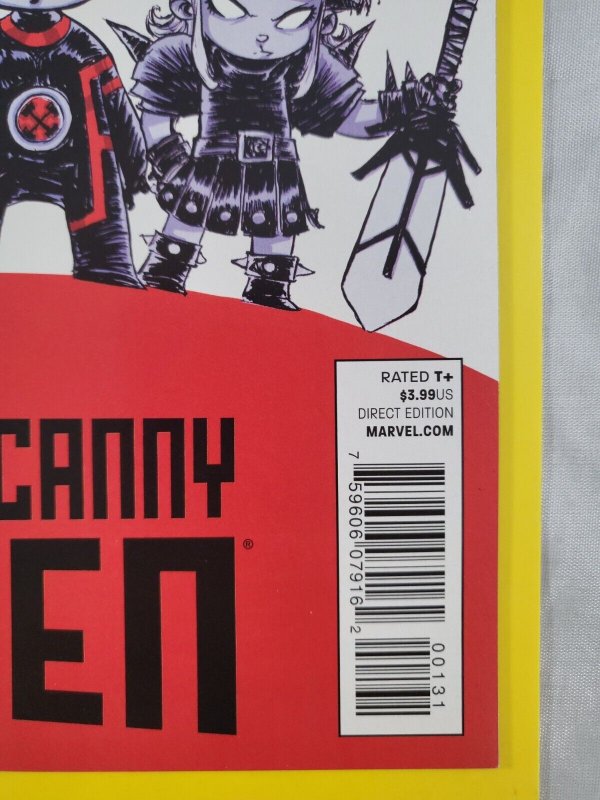 RATED T+
$3.99US
DIRECT EDITION
MARVEL.COM
CANNY
EN®
7 59606 07916 2
00131